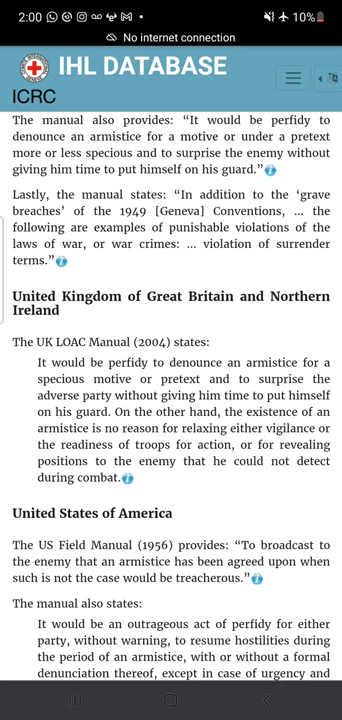 2:00
10%
No internet connection
IHL DATABASE
ICRC
The manual also provides: “It would be perfidy to
denounce an armistice for a motive or under a pretext
more or less specious and to surprise the enemy without
giving him time to put himself on his guard.”
Lastly, the manual states: “In addition to the ‘grave
breaches’ of the 1949 [Geneva] Conventions, ... the
following are examples of punishable violations of the
laws of war, or war crimes: ... violation of surrender
terms.”
United Kingdom of Great Britain and Northern
Ireland
The UK LOAC Manual (2004) states:
It would be perfidy to denounce an armistice for a
specious motive or pretext and to surprise the
adverse party without giving him time to put himself
on his guard. On the other hand, the existence of an
armistice is no reason for relaxing either vigilance or
the readiness of troops for action, or for revealing
positions to the enemy that he could not detect
during combat.
United States of America
The US Field Manual (1956) provides: “To broadcast to
the enemy that an armistice has been agreed upon when
such is not the case would be treacherous.”
The manual also states:
It would be an outrageous act of perfidy for either
party, without warning, to resume hostilities during
the period of an armistice, with or without a formal
denunciation thereof, except in case of urgency and